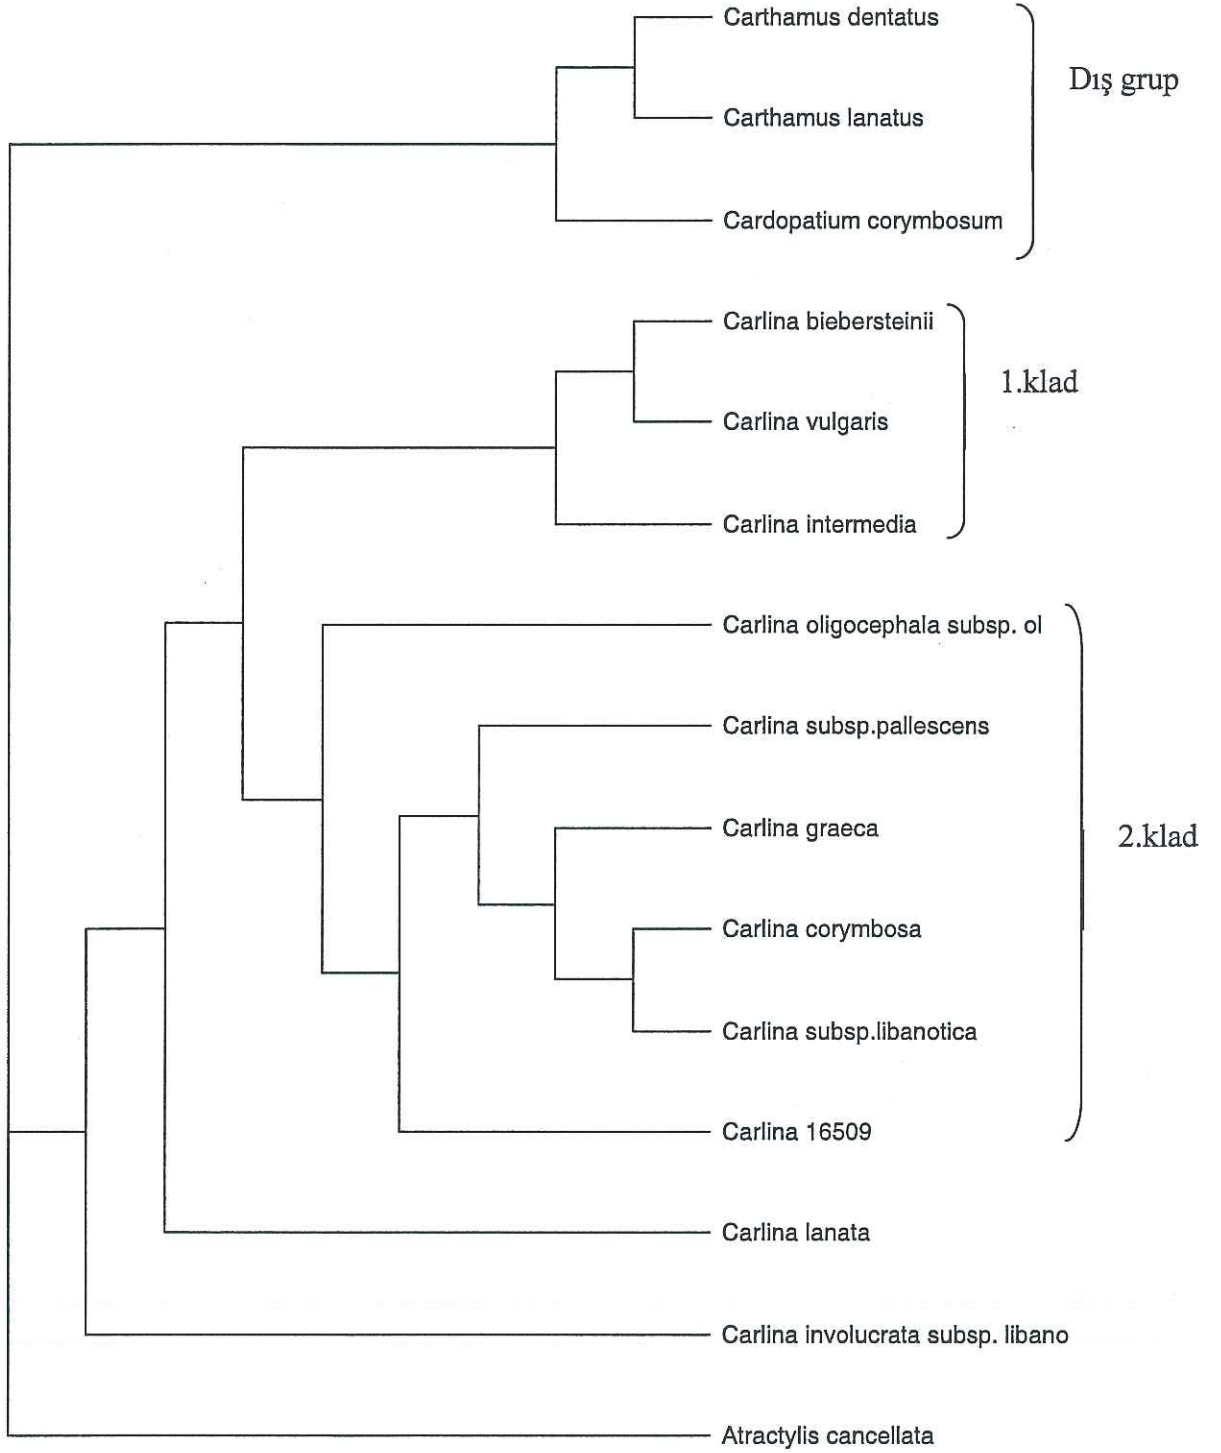 Carthamus dentatus
Dış grup
Carthamus lanatus
Cardopatium corymbosum
Carlina biebersteinii
1.klad
Carlina vulgaris
Carlina intermedia
Carlina oligocephala subsp. ol
Carlina subsp.pallescens
Carlina graeca
2.klad
Carlina corymbosa
Carlina subsp.libanotica
Carlina 16509
Carlina lanata
Carlina involucrata subsp. libano
Atractylis cancellata